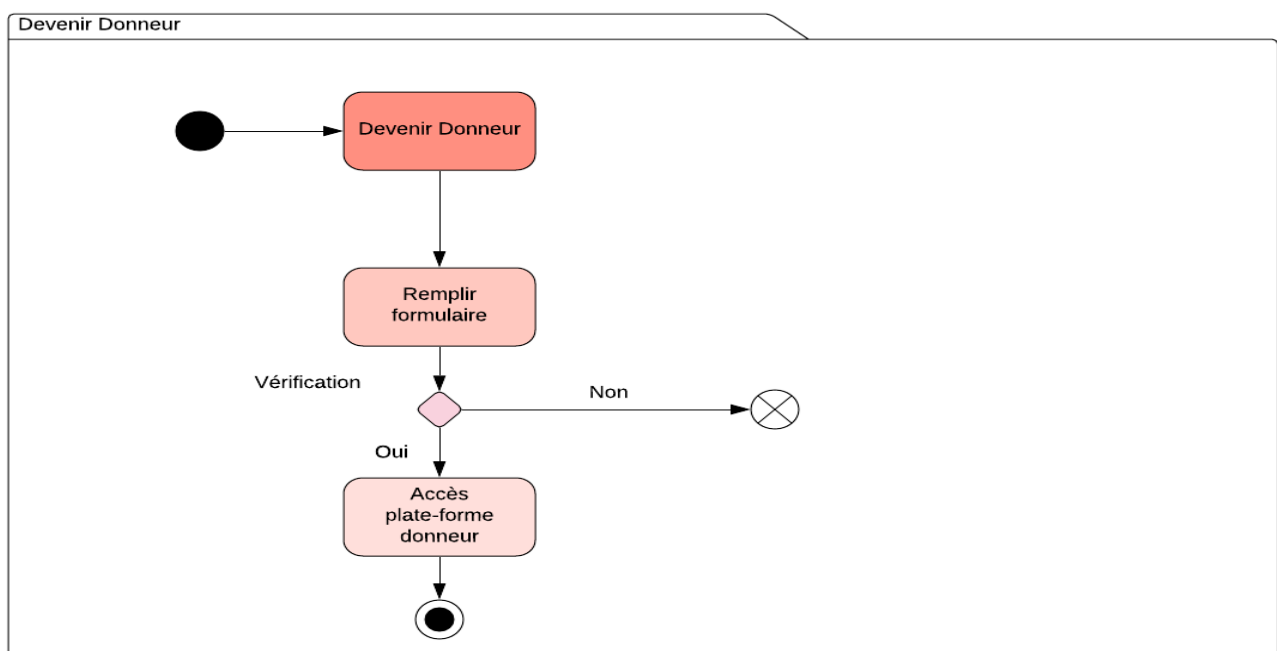 Devenir Donneur
Devenir Donneur
Remplir
formulaire
Vérification
Non
Oui
Accès
plate-forme
donneur